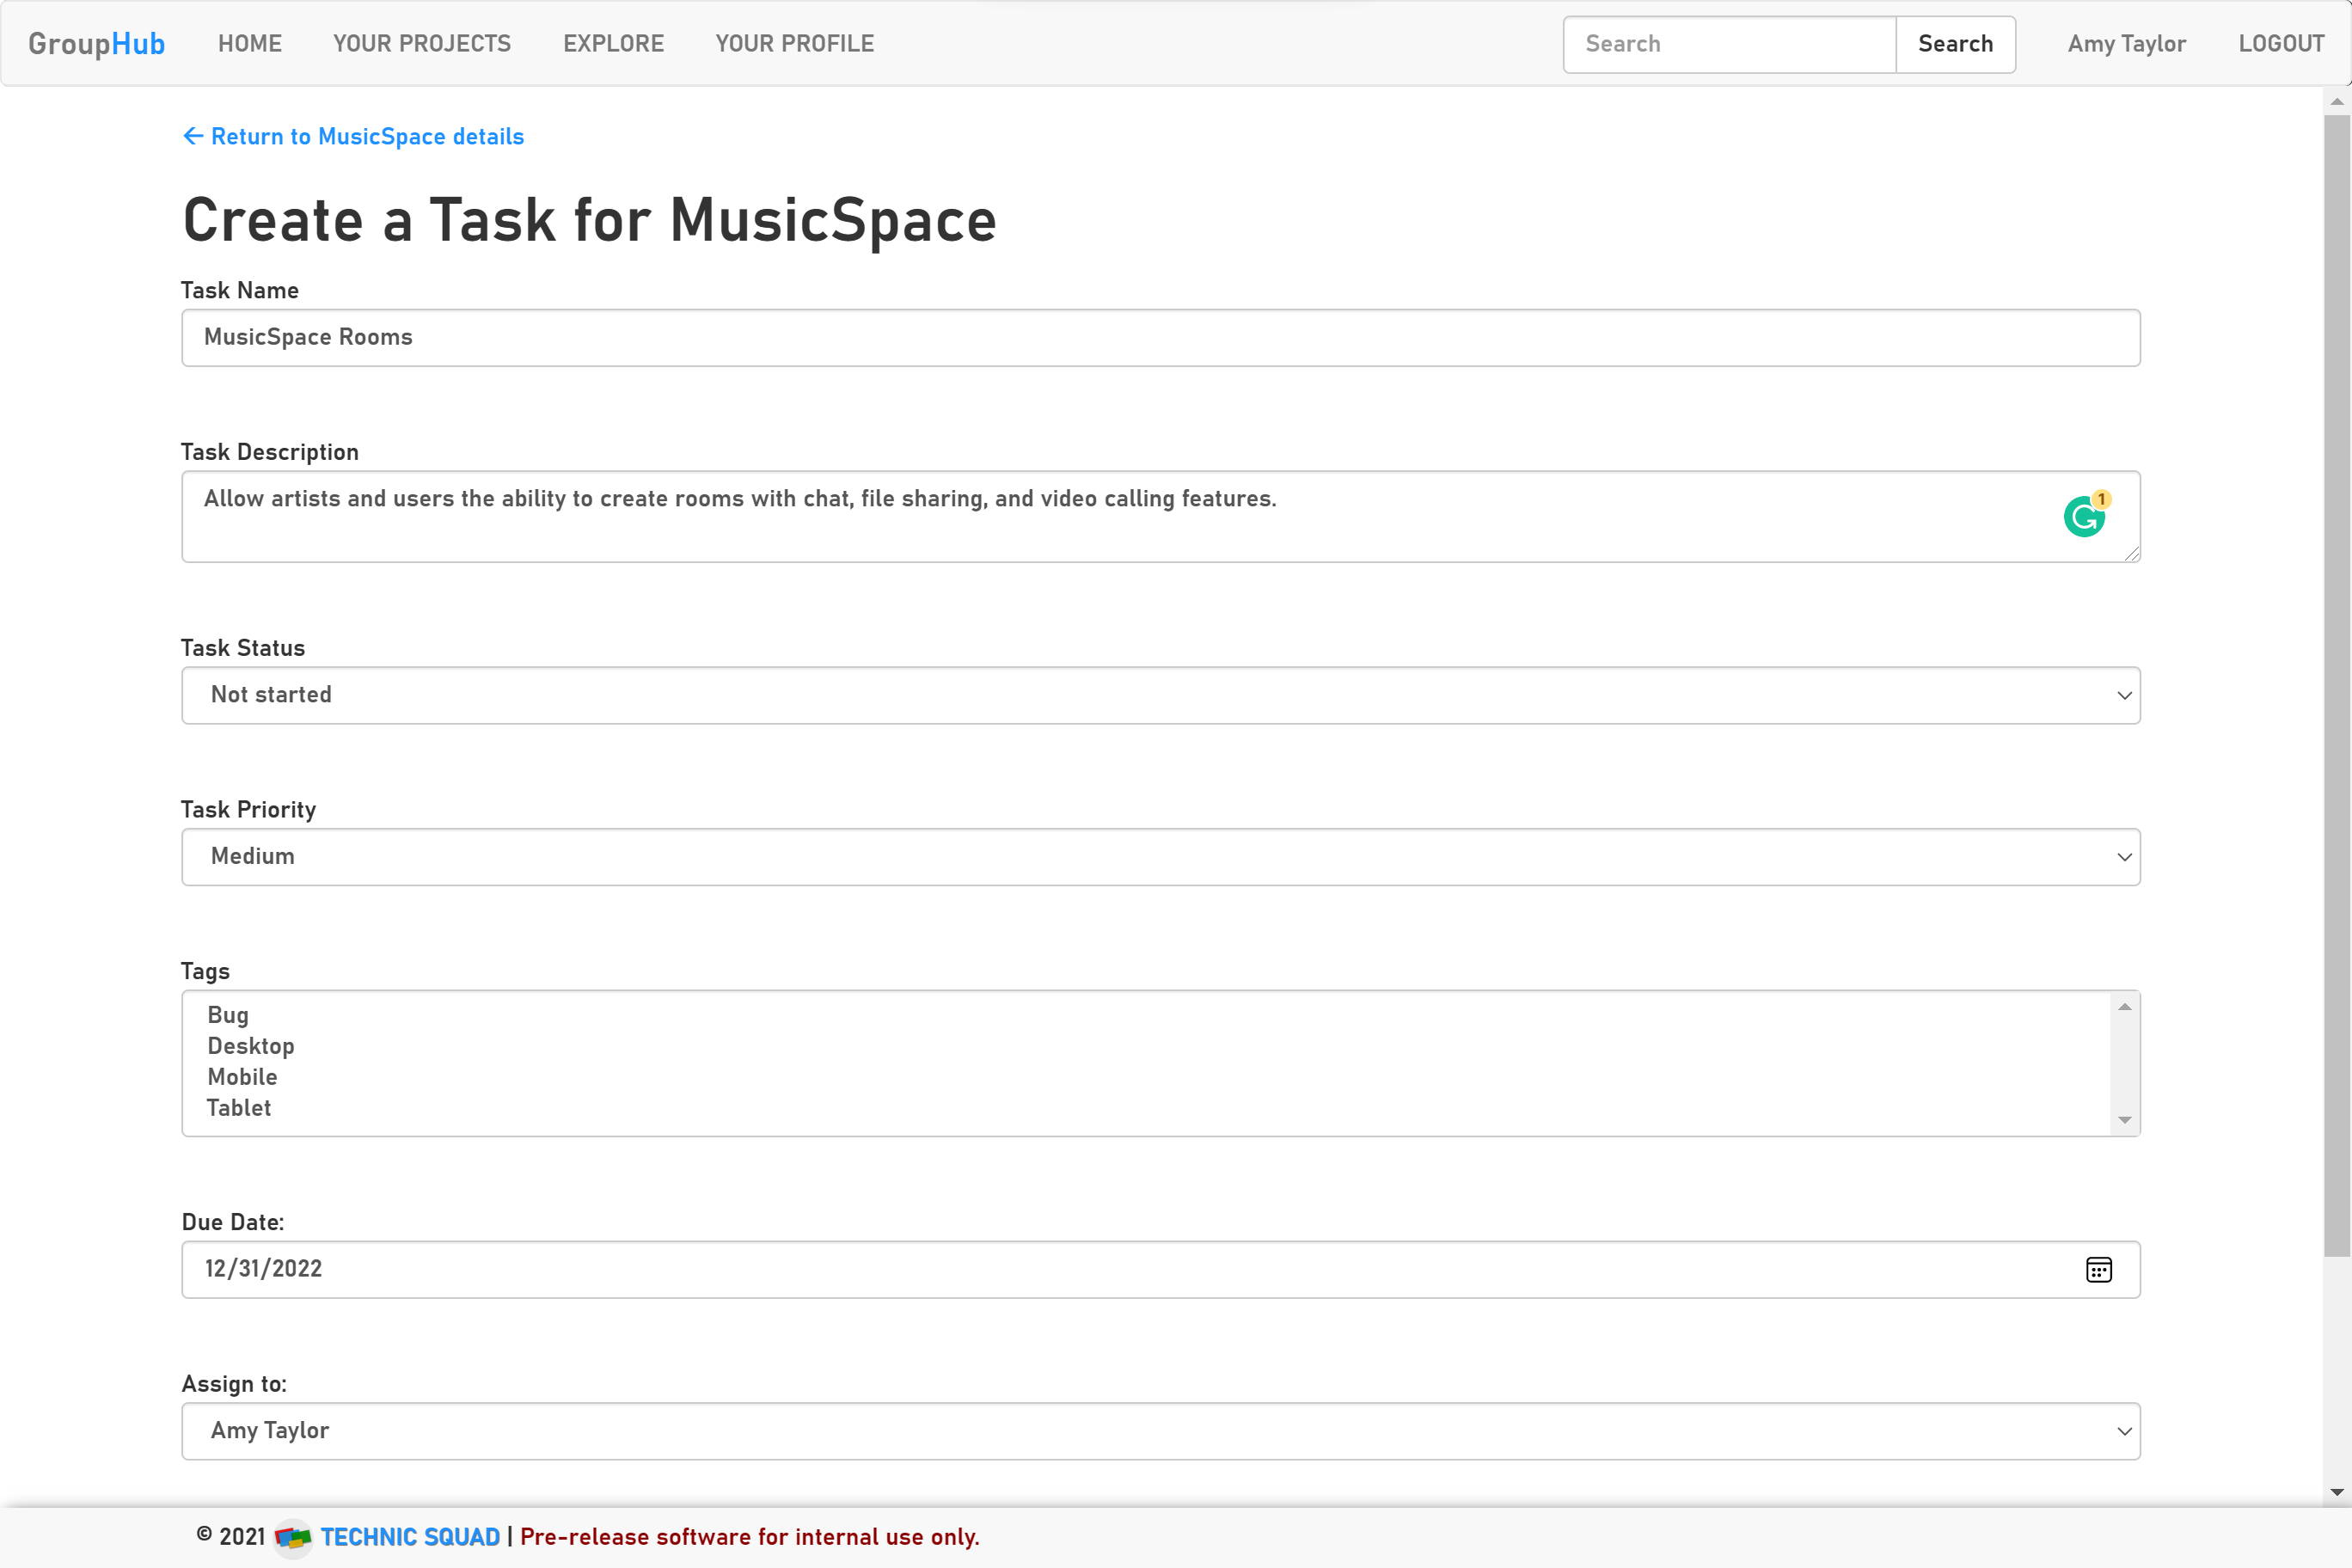 GroupHub HOME YOUR PROJECTS EXPLORE YOUR PROFILE Search Search Amy Taylor LOGOUT
← Return to MusicSpace details
Create a Task for MusicSpace
Task Name
MusicSpace Rooms
Task Description
Allow artists and users the ability to create rooms with chat, file sharing, and video calling features.
1
Task Status
Not started
Task Priority
Medium
Tags
Bug
Desktop
Mobile
Tablet
Due Date:
12/31/2022
Assign to:
Amy Taylor
© 2021 TECHNIC SQUAD | Pre-release software for internal use only.